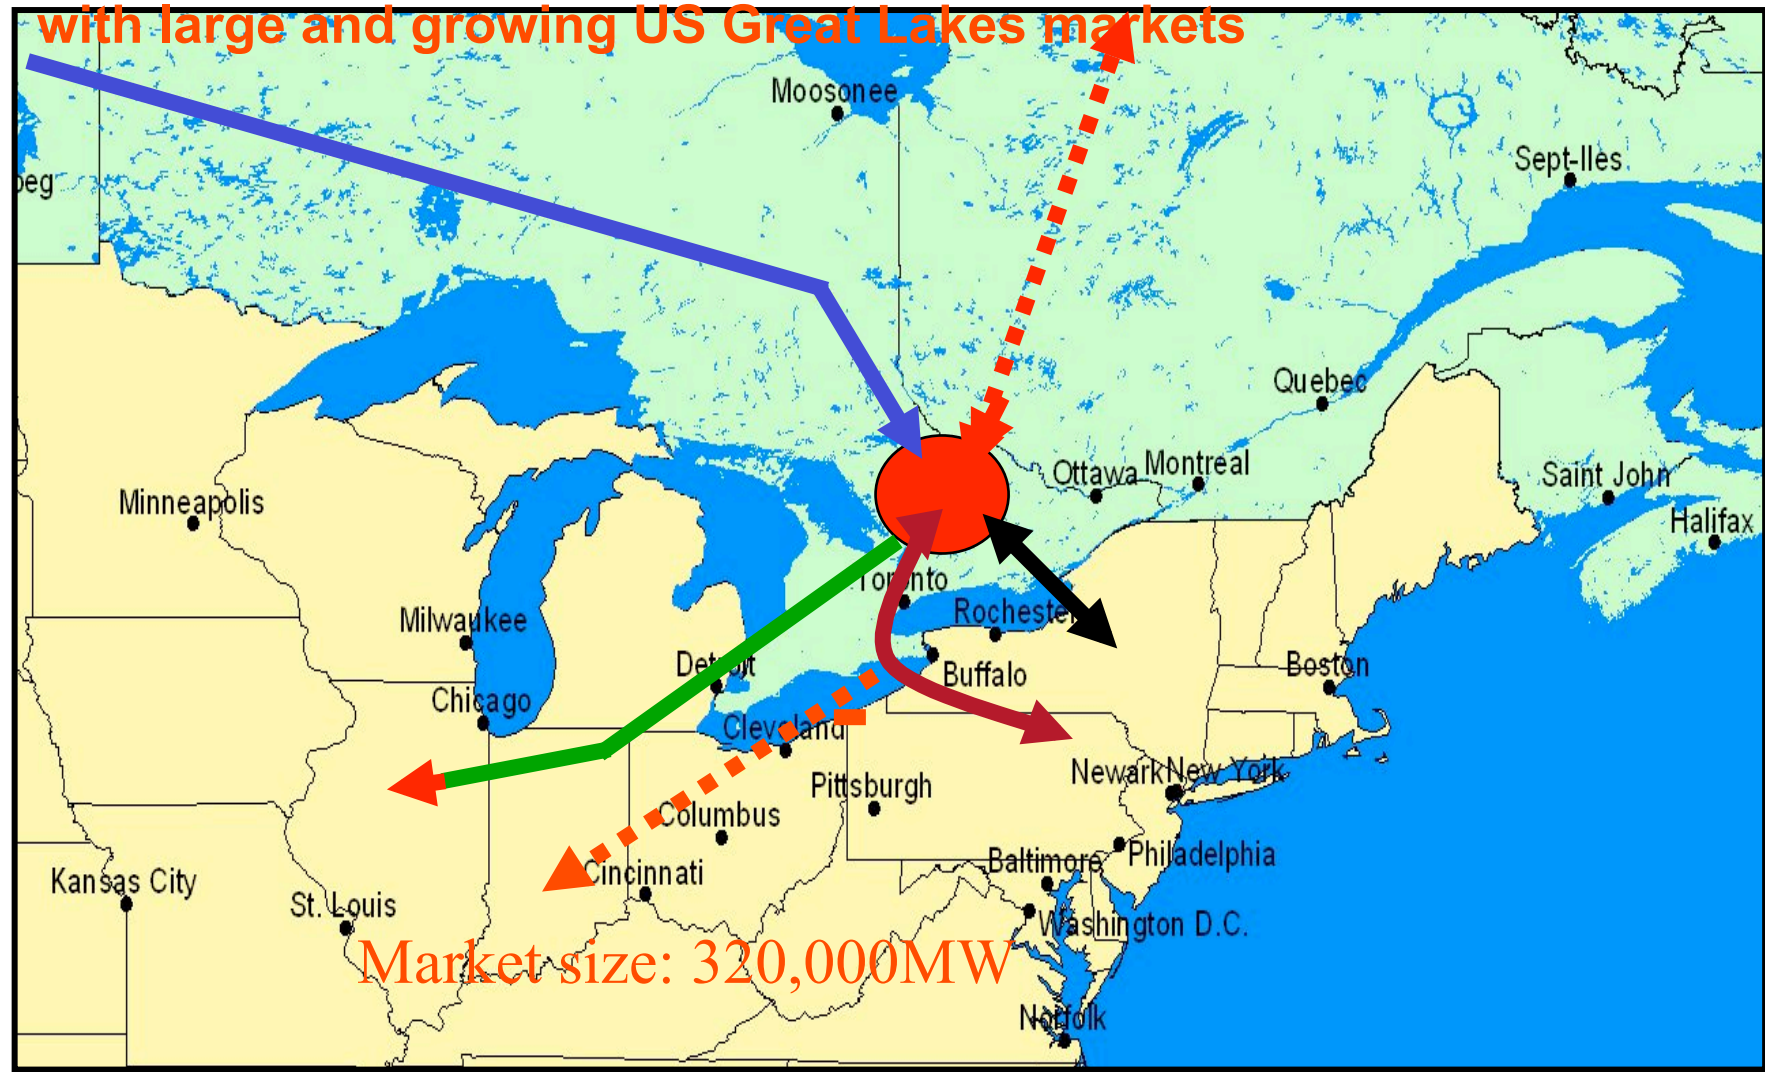 with large and growing US Great Lakes markets
Moosonee
Sept-Iles
beg
Quebec
Ottawa
Montreal
Saint John
Minneapolis
Halifax
Toronto
Rochester
Milwaukee
Detroit
Buffalo
Boston
Chicago
Cleveland
Newark
New York
Pittsburgh
Columbus
Baltimore
Philadelphia
Cincinnati
Kansas City
St. Louis
Washington D.C.
Market size: 320,000MW
Norfolk